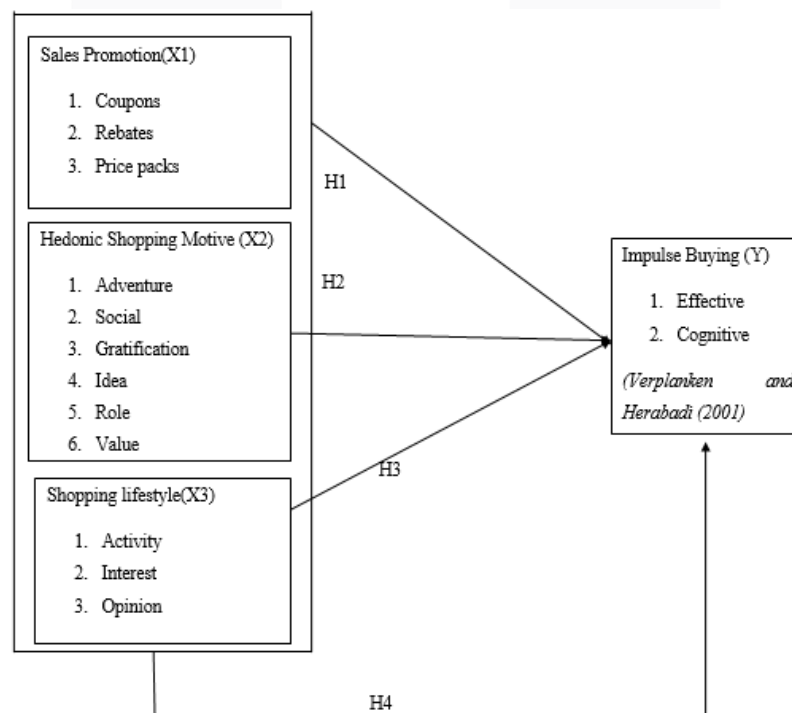 Sales Promotion(X1)
1. Coupons
2. Rebates
3. Price packs
H1
Hedonic Shopping Motive (X2)
1. Adventure
2. Social
3. Gratification
4. Idea
5. Role
6. Value
H2
Impulse Buying (Y)
1. Effective
2. Cognitive
(Verplanken and
Herabadi (2001)
H3
Shopping lifestyle(X3)
1. Activity
2. Interest
3. Opinion
H4